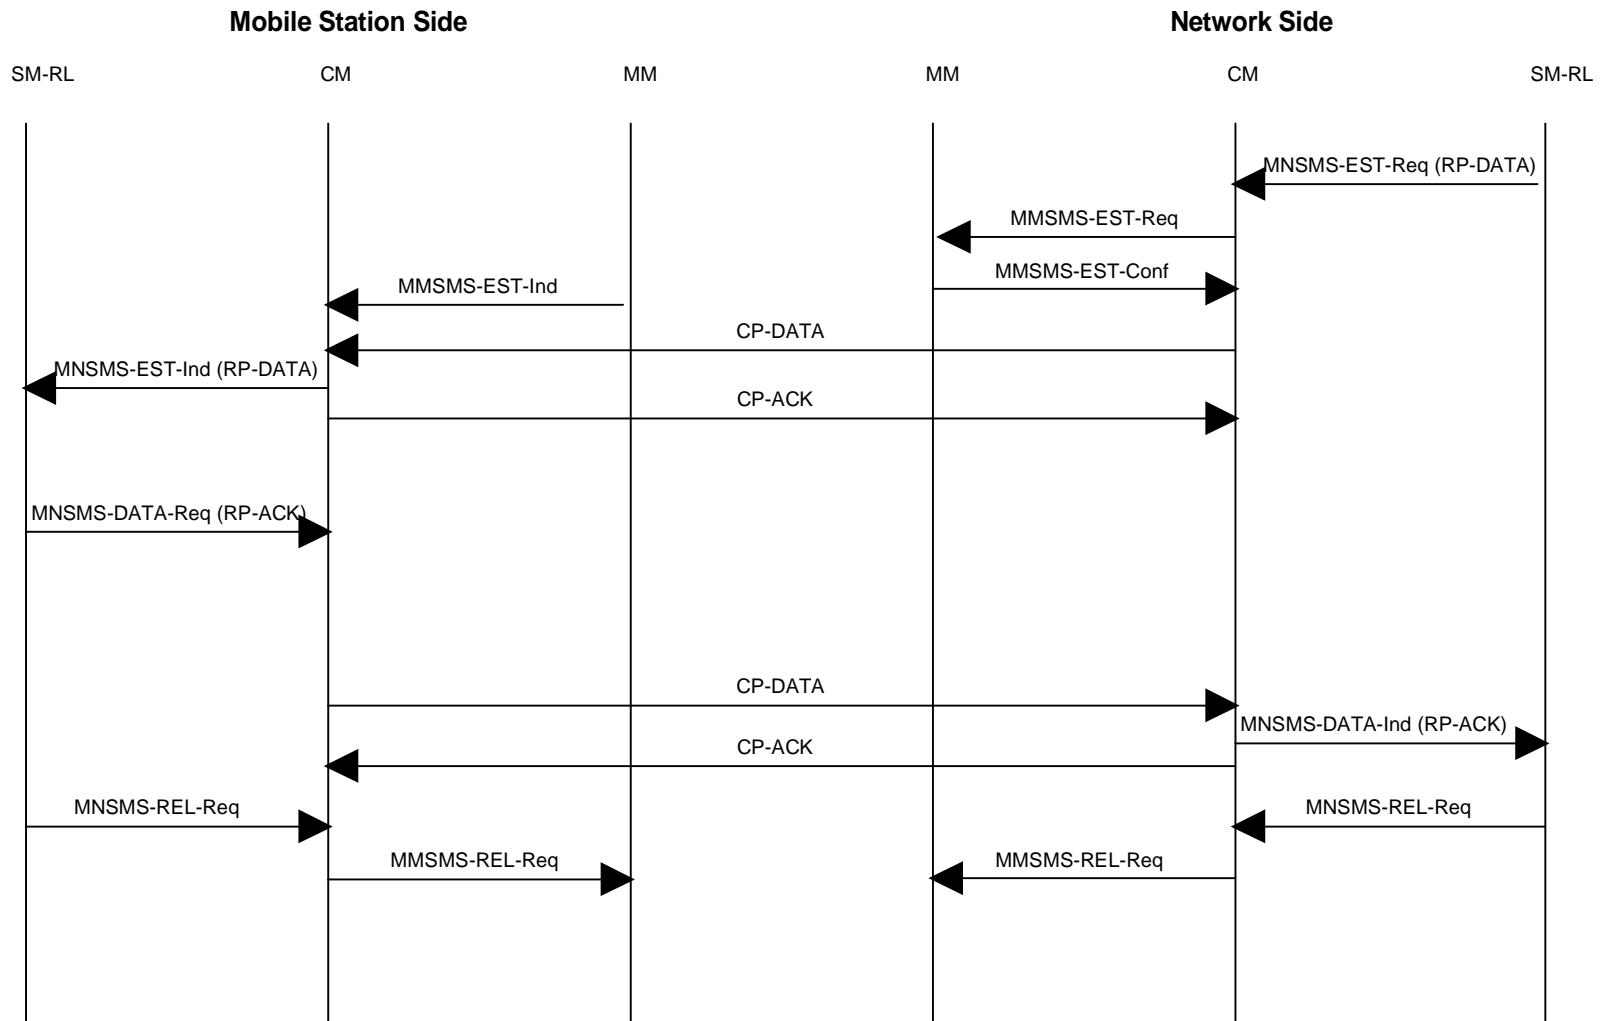 Mobile Station Side
Network Side
SM-RL
CM
MM
MM
CM
SM-RL
MNSMS-EST-Req (RP-DATA)
MMSMS-EST-Req
MMSMS-EST-Conf
MMSMS-EST-Ind
CP-DATA
MNSMS-EST-Ind (RP-DATA)
CP-ACK
MNSMS-DATA-Req (RP-ACK)
CP-DATA
MNSMS-DATA-Ind (RP-ACK)
CP-ACK
MNSMS-REL-Req
MNSMS-REL-Req
MMSMS-REL-Req
MMSMS-REL-Req